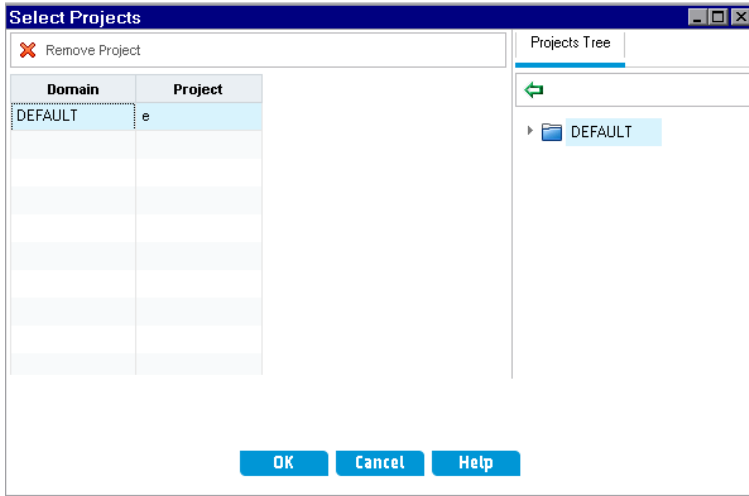 Select Projects
Remove Project
Projects Tree
Domain Project
DEFAULT e
DEFAULT
OK Cancel Help